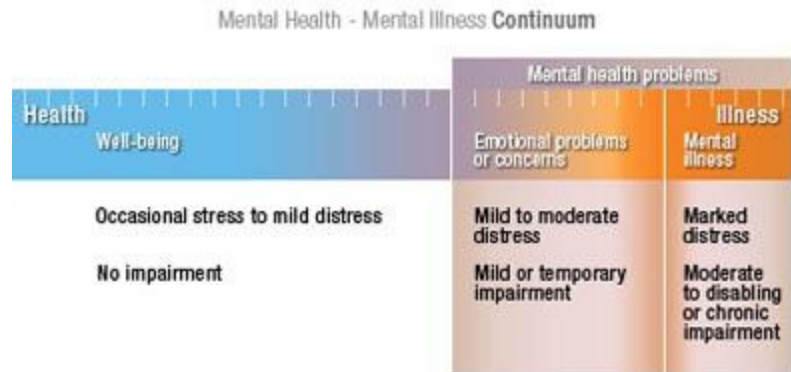 Mental Health - Mental Illness Continuum
Mental health problems
Health
Illness
Well-being
Emotional problems
or concerns
Mental
illness
Occasional stress to mild distress
Mild to moderate
distress
Marked
distress
No impairment
Mild or temporary
impairment
Moderate
to disabling
or chronic
impairment